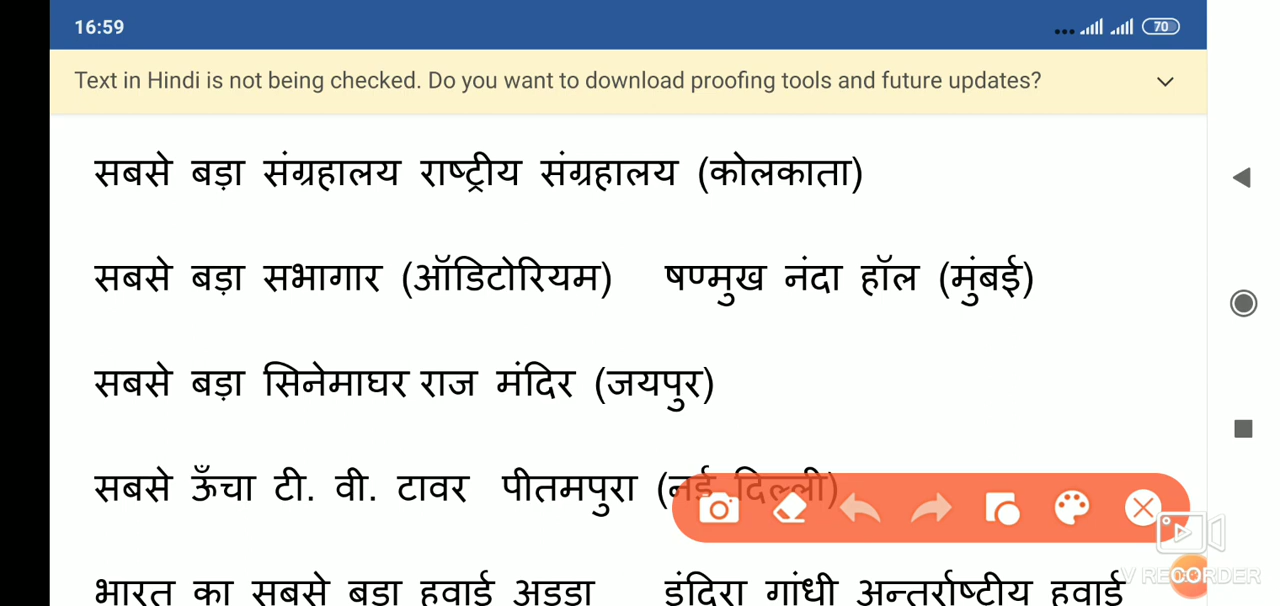 16:59
70
Text in Hindi is not being checked. Do you want to download proofing tools and future updates?
सबसे बड़ा संग्रहालय राष्ट्रीय संग्रहालय (कोलकाता)
सबसे बड़ा सभागार (ऑडिटोरियम) षण्मुख नंदा हॉल (मुंबई)
सबसे बड़ा सिनेमाघर राज मंदिर (जयपुर)
सबसे ऊँचा टी. वी. टावर पीतमपुरा (नई दिल्ली)
भारत का सबसे बड़ा हवाई अड्डा इंदिरा गांधी अन्तर्राष्ट्रीय हवाई
V RECORDER